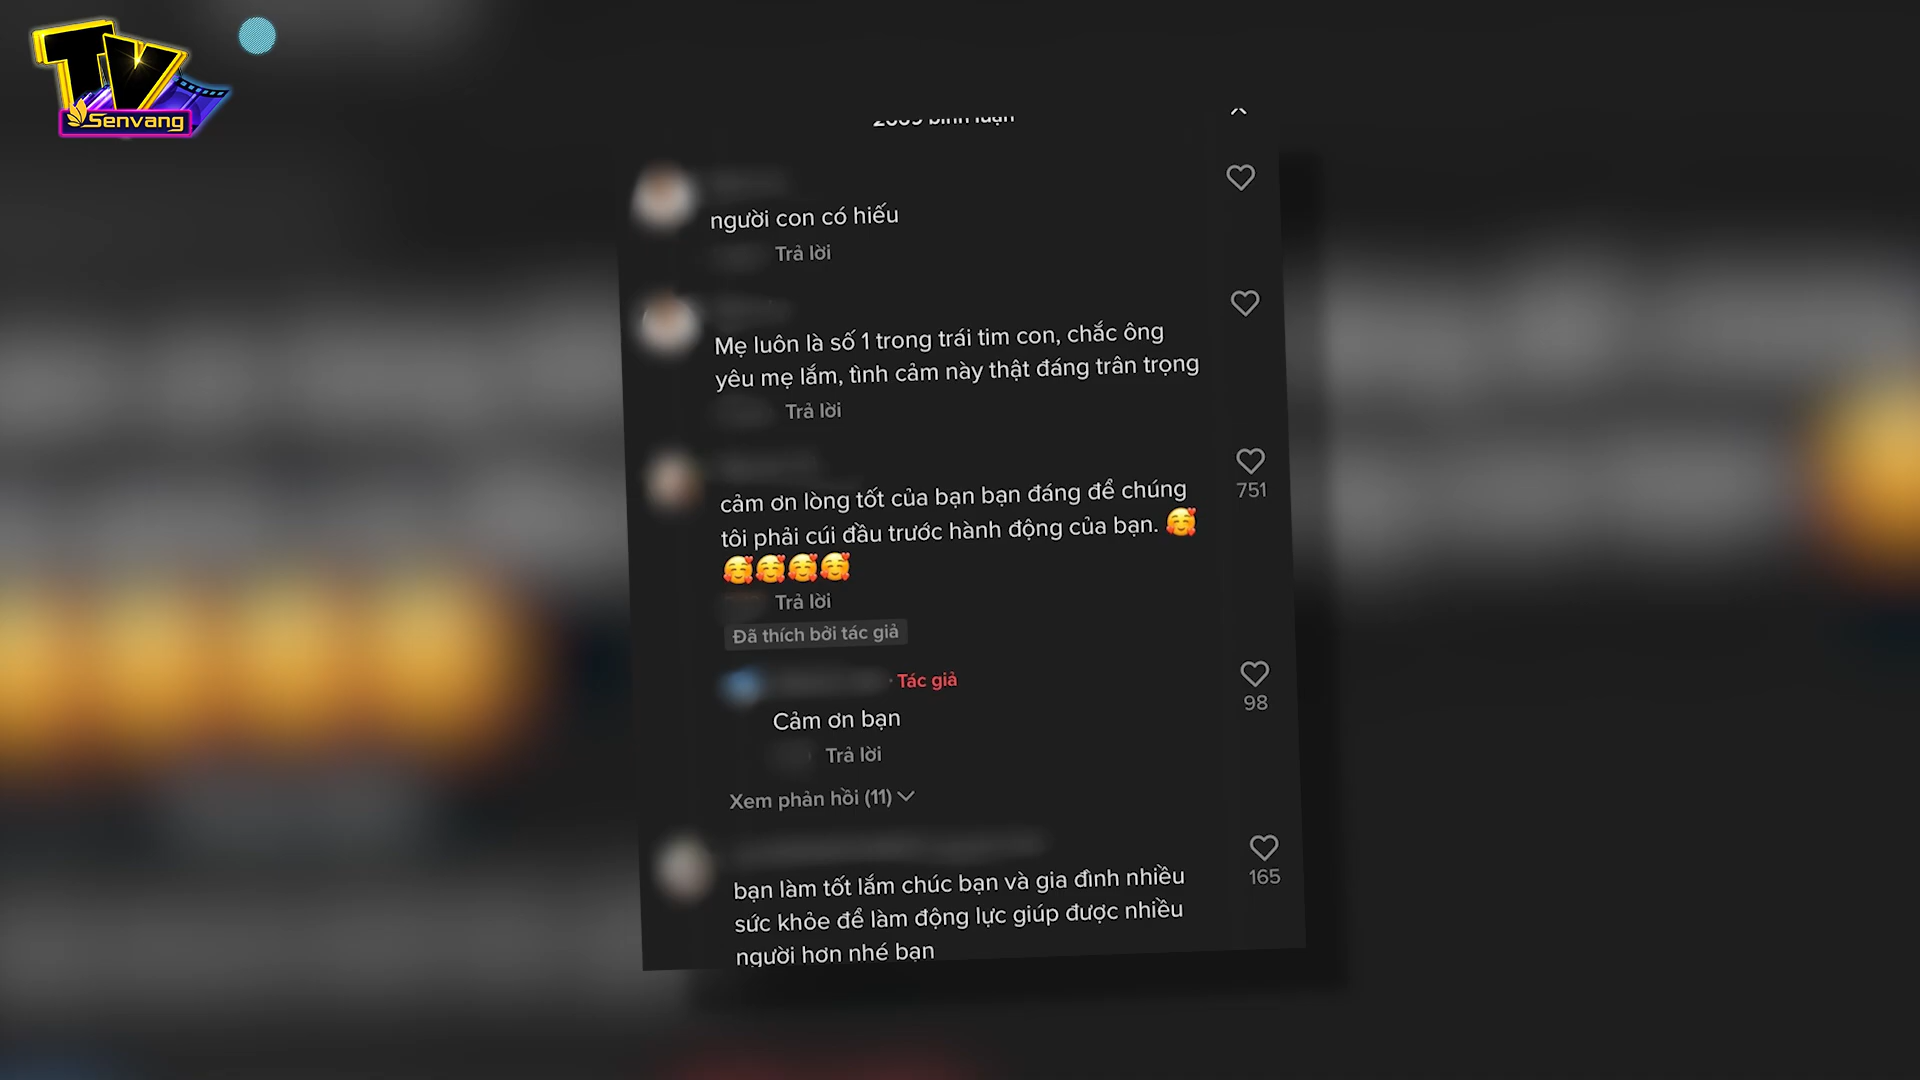 TV
Senvang
bình luận
người con có hiếu
Trả lời
Mẹ luôn là số 1 trong trái tim con, chắc ông
yêu mẹ lắm, tình cảm này thật đáng trân trọng
Trả lời
cảm ơn lòng tốt của bạn bạn đáng để chúng
751
tôi phải cúi đầu trước hành động của bạn. 🥰
🥰🥰🥰🥰
Trả lời
Đã thích bởi tác giả
· Tác giả
Cảm ơn bạn
98
Trả lời
Xem phản hồi (11)
bạn làm tốt lắm chúc bạn và gia đình nhiều
165
sức khỏe để làm động lực giúp được nhiều
người hơn nhé bạn